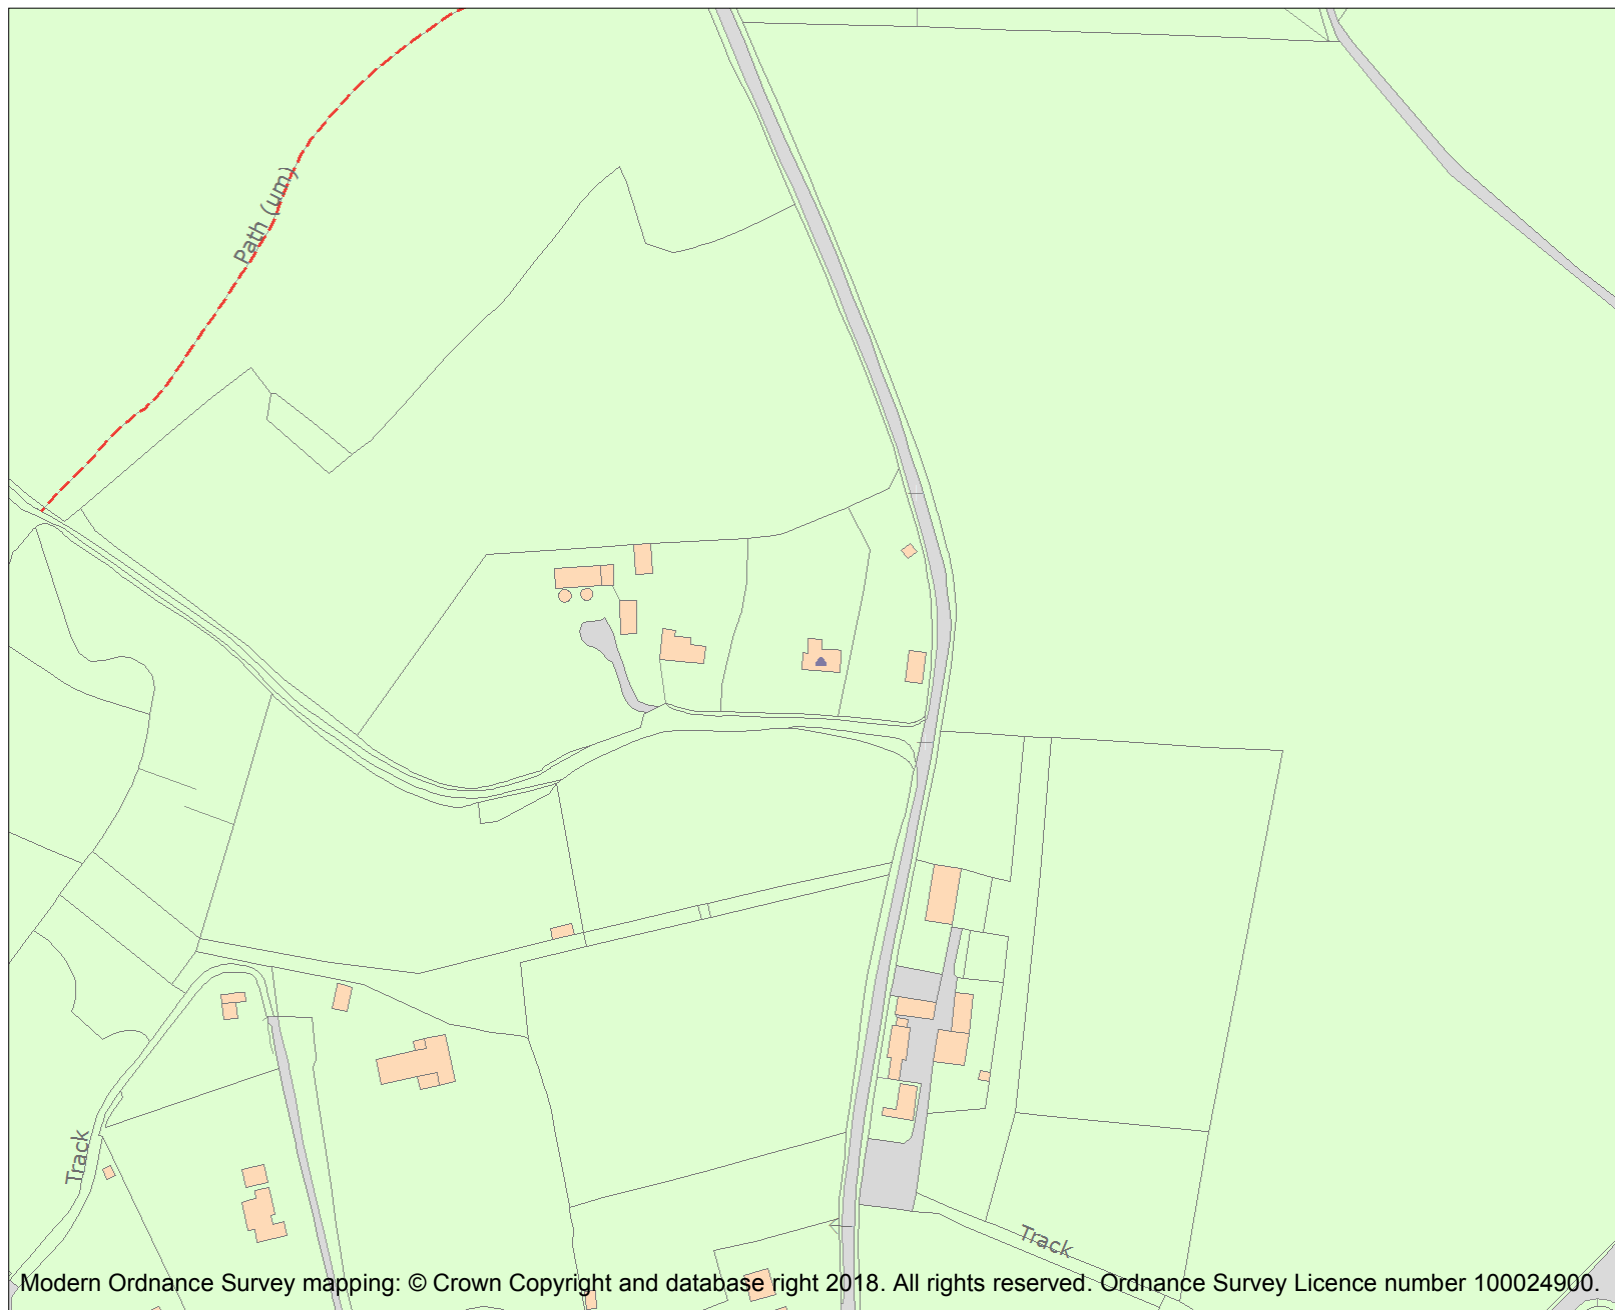 Path (um)
Track
Track
Modern Ordnance Survey mapping: © Crown Copyright and database right 2018. All rights reserved. Ordnance Survey Licence number 100024900.